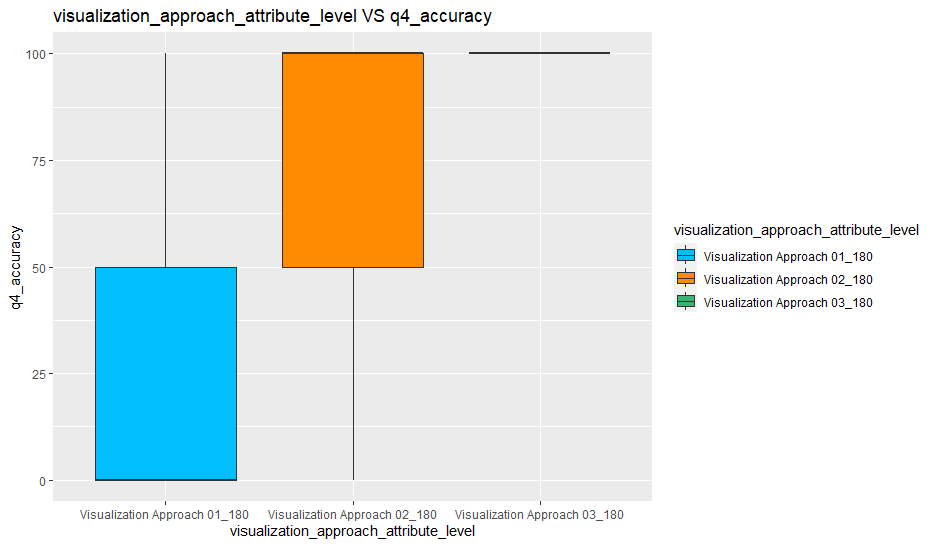 visualization_approach_attribute_level VS q4_accuracy
100
75
50
25
0
q4_accuracy
Visualization Approach 01_180
Visualization Approach 02_180
Visualization Approach 03_180
visualization_approach_attribute_level
visualization_approach_attribute_level
Visualization Approach 01_180
Visualization Approach 02_180
Visualization Approach 03_180